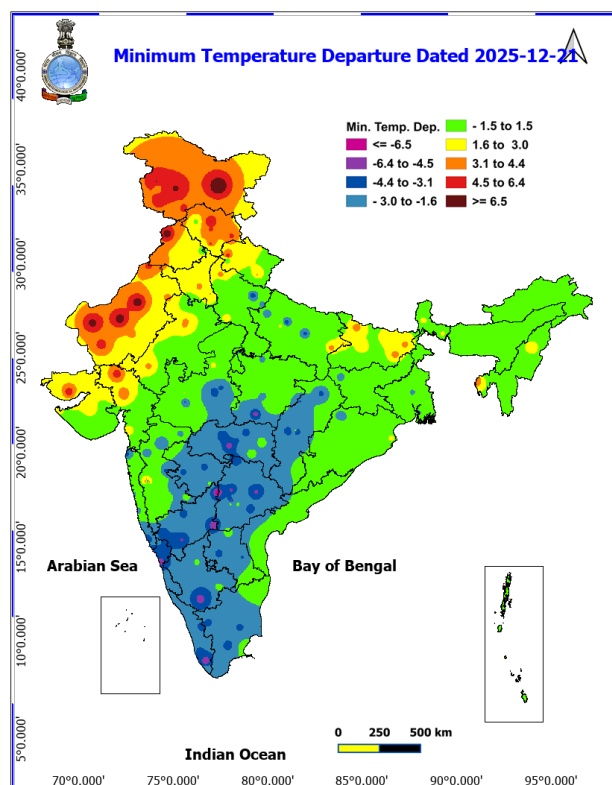 Minimum Temperature Departure Dated 2025-12-21
Min. Temp. Dep.
<= -6.5
-6.4 to -4.5
-4.4 to -3.1
- 3.0 to -1.6
- 1.5 to 1.5
1.6 to 3.0
3.1 to 4.4
4.5 to 6.4
>= 6.5
40°0.000'
35°0.000'
30°0.000'
25°0.000'
20°0.000'
15°0.000'
10°0.000'
5°0.000'
Arabian Sea
Bay of Bengal
Indian Ocean
0 250 500 km
70°0.000' 75°0.000' 80°0.000' 85°0.000' 90°0.000' 95°0.000'